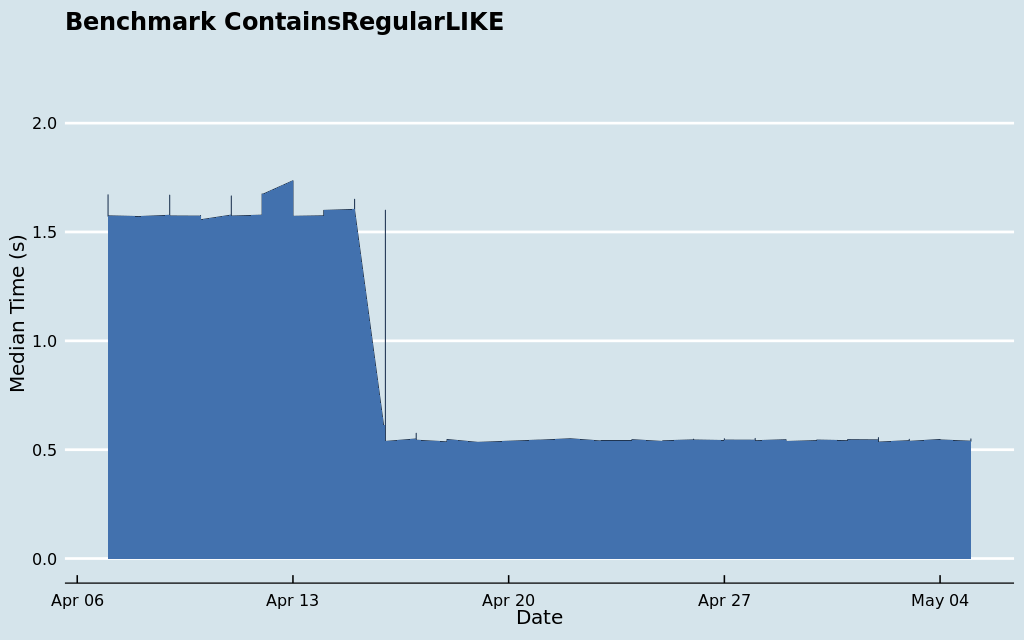 Benchmark ContainsRegularLIKE
Median Time (s)
2.0
1.5
1.0
0.5
0.0
Apr 06 Apr 13 Apr 20 Apr 27 May 04
Date